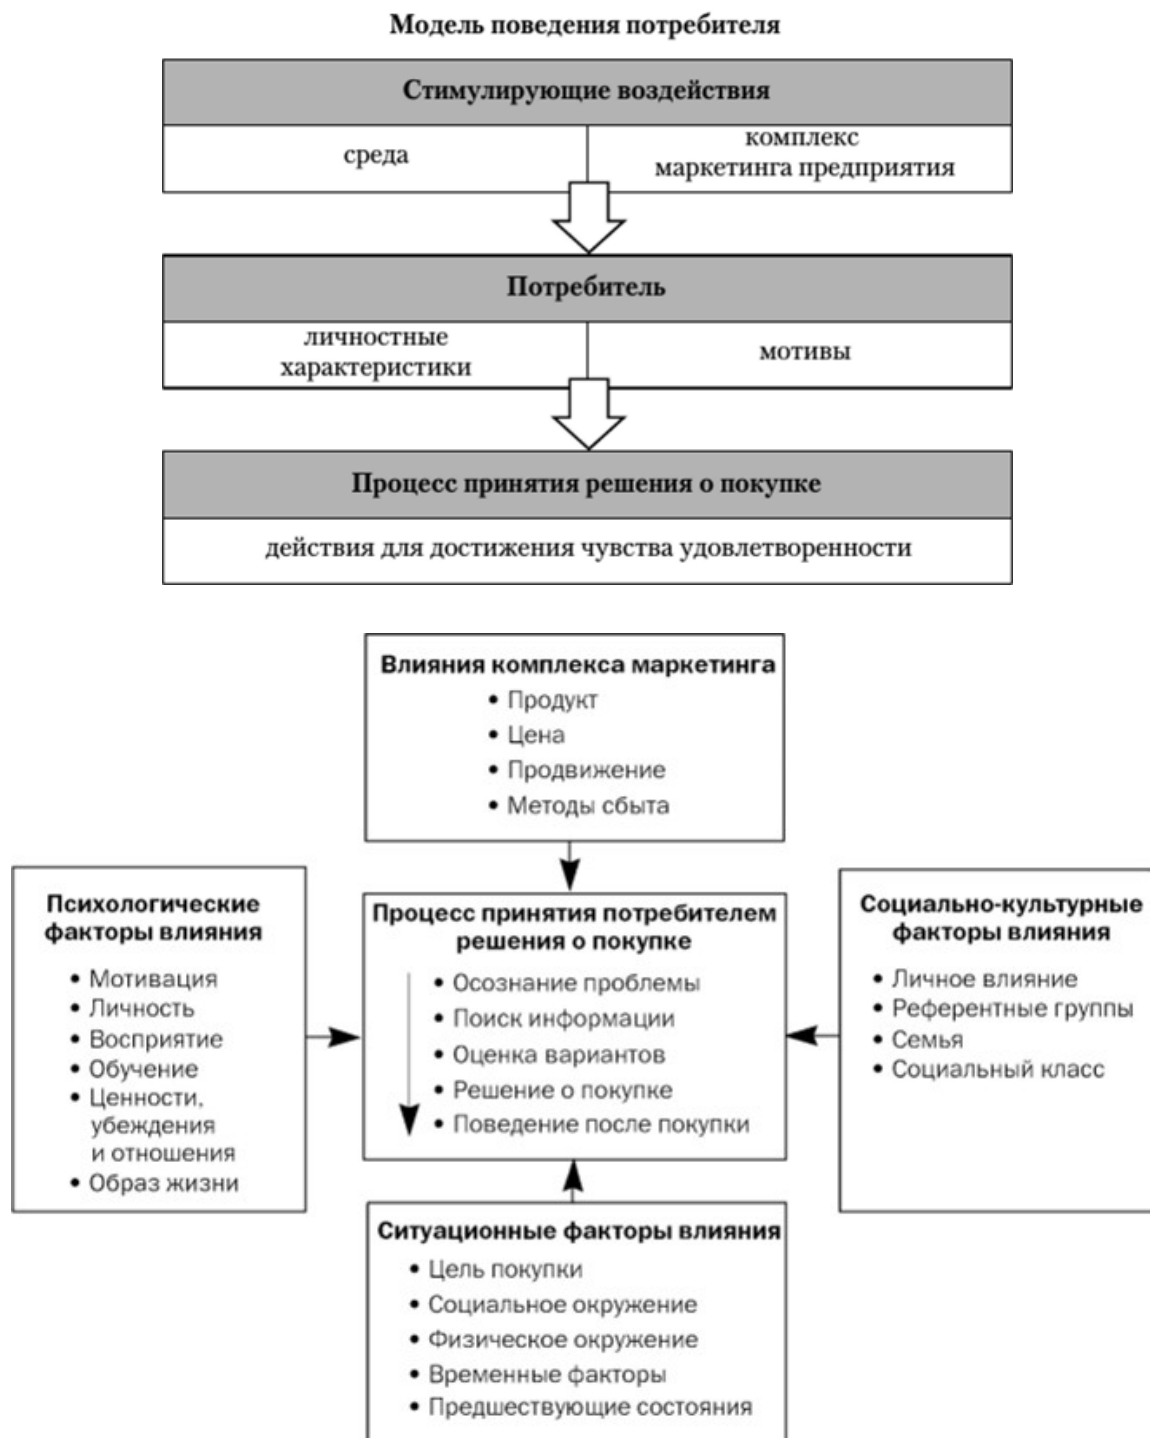 Модель поведения потребителя
Стимулирующие воздействия
среда
комплекс
маркетинга предприятия
Потребитель
личностные
характеристики
мотивы
Процесс принятия решения о покупке
действия для достижения чувства удовлетворенности
Влияния комплекса маркетинга
• Продукт
• Цена
• Продвижение
• Методы сбыта
Психологические
факторы влияния
• Мотивация
• Личность
• Восприятие
• Обучение
• Ценности,
убеждения
и отношения
• Образ жизни
Процесс принятия потребителем
решения о покупке
• Осознание проблемы
• Поиск информации
• Оценка вариантов
• Решение о покупке
• Поведение после покупки
Социально-культурные
факторы влияния
• Личное влияние
• Референтные группы
• Семья
• Социальный класс
Ситуационные факторы влияния
• Цель покупки
• Социальное окружение
• Физическое окружение
• Временные факторы
• Предшествующие состояния